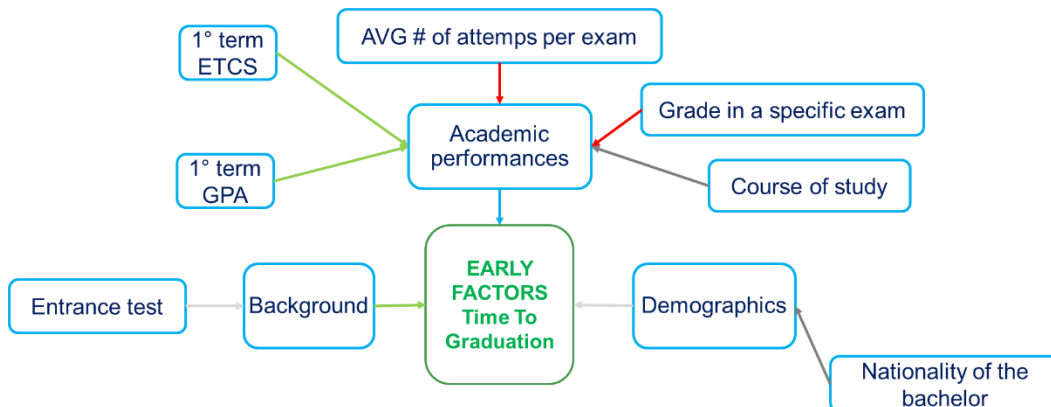 AVG # of attemps per exam
1° term
ETCS
Grade in a specific exam
Academic
performances
1° term
GPA
Course of study
EARLY
FACTORS
Time To
Graduation
Entrance test
Background
Demographics
Nationality of the
bachelor